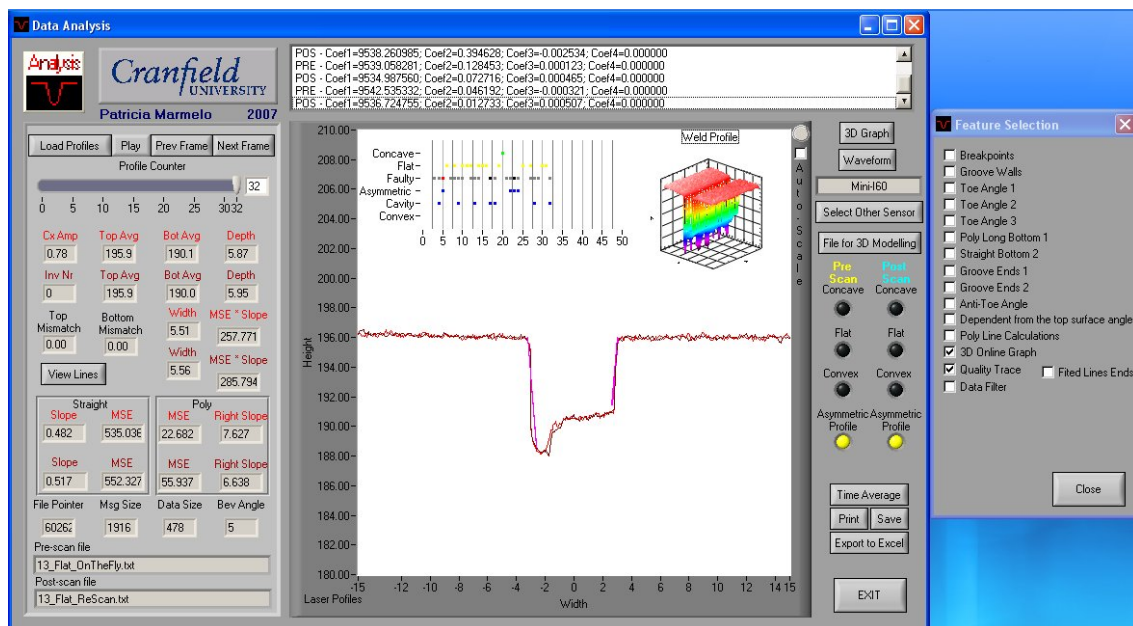 Data Analysis
Analysis
Cranfield
UNIVERSITY
Patricia Marmelo 2007
POS - Coef1=9538.260985; Coef2=0.394628; Coef3=-0.002534; Coef4=0.000000
PRE - Coef1=9539.058281; Coef2=0.128453; Coef3=0.000123; Coef4=0.000000
POS - Coef1=9534.987560; Coef2=0.072716; Coef3=0.000465; Coef4=0.000000
PRE - Coef1=9542.535332; Coef2=0.046192; Coef3=-0.000321; Coef4=0.000000
POS - Coef1=9536.724755; Coef2=0.012733; Coef3=0.000507; Coef4=0.000000
Load Profiles Play Prev Frame Next Frame
Profile Counter
32
0 5 10 15 20 25 3032
Cx Amp Top Avg Bot Avg Depth
0.78 195.9 190.1 5.87
Inv Nr Top Avg Bot Avg Depth
0 195.9 190.0 5.95
Top Mismatch Bottom Mismatch Width MSE * Slope
0.00 0.00 5.51 257.771
Width MSE * Slope
View Lines 5.56 285.794
Straight Poly
Slope MSE MSE Right Slope
0.482 535.036 22.682 7.627
Slope MSE MSE Right Slope
0.517 552.327 55.937 6.638
File Pointer Msg Size Data Size Bev Angle
6026 1916 478 5
Pre-scan file
13_Flat_OnTheFly.txt
Post-scan file
13_Flat_ReScan.txt
210.00
208.00
206.00
204.00
202.00
200.00
198.00
196.00
194.00
192.00
190.00
188.00
186.00
184.00
182.00
180.00
Height
Concave
Flat
Faulty
Asymmetric
Cavity
Convex
0 5 10 15 20 25 30 35 40 45 50
Weld Profile
-15 -12 -10 -8 -6 -4 -2 0 2 4 6 8 10 12 14 15
Laser Pofiles
Width
Auto-Scale
3D Graph
Waveform
Mini-I60
Select Other Sensor
File for 3D Modelling
Pre Scan Post Scan
Concave Concave
Flat Flat
Convex Convex
Asymmetric Profile Asymmetric Profile
Time Average
Print Save
Export to Excel
EXIT
Feature Selection
Breakpoints
Groove Walls
Toe Angle 1
Toe Angle 2
Toe Angle 3
Poly Long Bottom 1
Straight Bottom 2
Groove Ends 1
Groove Ends 2
Anti-Toe Angle
Dependent from the top surface angle
Poly Line Calculations
3D Online Graph
Quality Trace Fited Lines Ends
Data Filter
Close